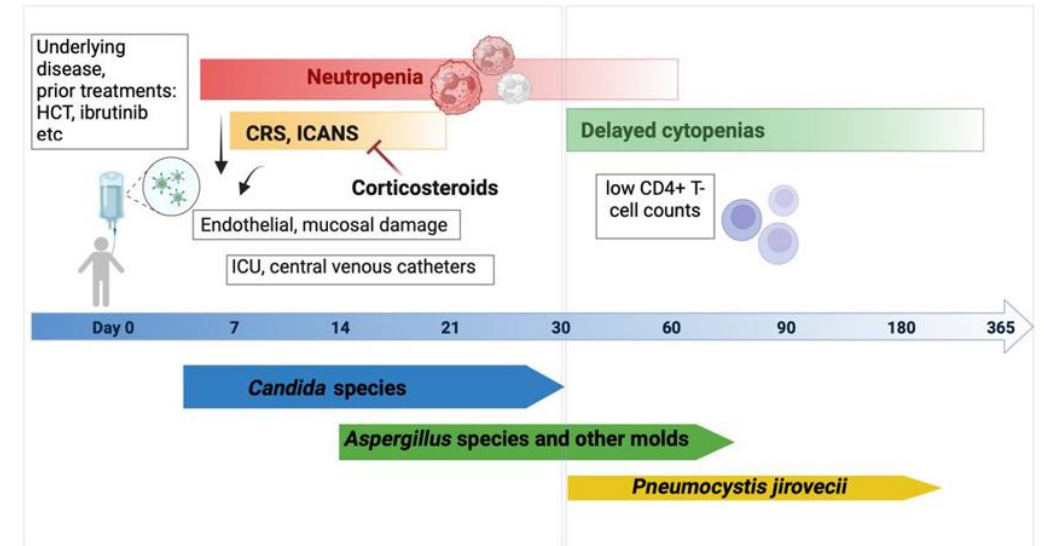 Underlying
disease,
prior treatments:
HCT, ibrutinib
etc
Neutropenia
CRS, ICANS
Corticosteroids
Delayed cytopenias
low CD4+ T-
cell counts
Endothelial, mucosal damage
ICU, central venous catheters
Day 0 7 14 21 30 60 90 180 365
Candida species
Aspergillus species and other molds
Pneumocystis jirovecii